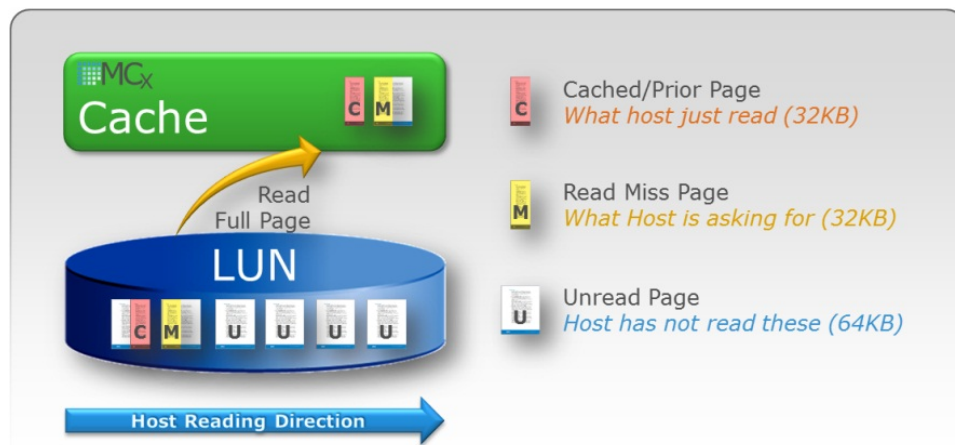 MCx
Cache
C M
Read
Full Page
LUN
C M U U U U
Host Reading Direction
C
Cached/Prior Page
What host just read (32KB)
M
Read Miss Page
What Host is asking for (32KB)
U
Unread Page
Host has not read these (64KB)